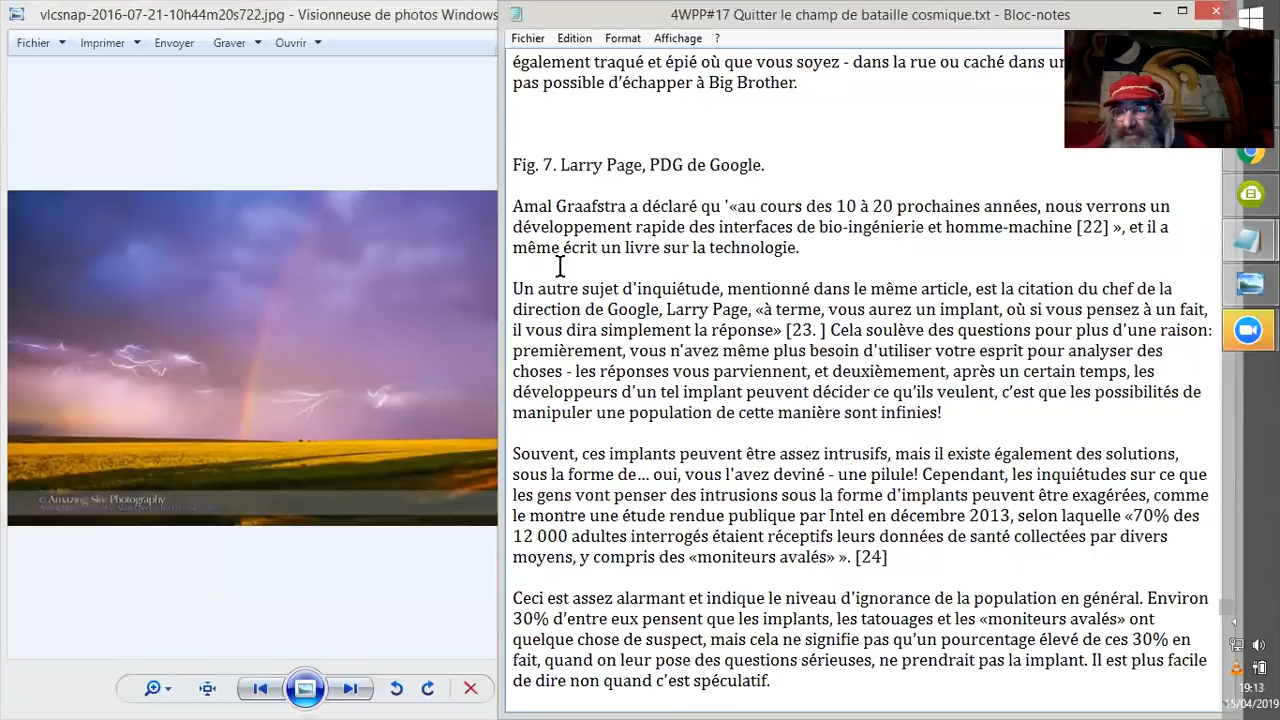 vlcsnap-2016-07-21-10h44m20s722.jpg - Visionneuse de photos Windows
Fichier Imprimer Envoyer Graver Ouvrir
© Amazing Sky Photography
4WPP#17 Quitter le champ de bataille cosmique.txt - Bloc-notes
Fichier Edition Format Affichage ?
également traqué et épié où que vous soyez - dans la rue ou caché dans un
pas possible d’échapper à Big Brother.
Fig. 7. Larry Page, PDG de Google.
Amal Graafstra a déclaré qu '«au cours des 10 à 20 prochaines années, nous verrons un
développement rapide des interfaces de bio-ingénierie et homme-machine [22] », et il a
même écrit un livre sur la technologie.
Un autre sujet d'inquiétude, mentionné dans le même article, est la citation du chef de la
direction de Google, Larry Page, «à terme, vous aurez un implant, où si vous pensez à un fait,
il vous dira simplement la réponse» [23. ] Cela soulève des questions pour plus d'une raison:
premièrement, vous n'avez même plus besoin d'utiliser votre esprit pour analyser des
choses - les réponses vous parviennent, et deuxièmement, après un certain temps, les
développeurs d'un tel implant peuvent décider ce qu’ils veulent, c’est que les possibilités de
manipuler une population de cette manière sont infinies!
Souvent, ces implants peuvent être assez intrusifs, mais il existe également des solutions,
sous la forme de... oui, vous l'avez deviné - une pilule! Cependant, les inquiétudes sur ce que
les gens vont penser des intrusions sous la forme d'implants peuvent être exagérées, comme
le montre une étude rendue publique par Intel en décembre 2013, selon laquelle «70% des
12 000 adultes interrogés étaient réceptifs leurs données de santé collectées par divers
moyens, y compris des «moniteurs avalés» ». [24]
Ceci est assez alarmant et indique le niveau d'ignorance de la population en général. Environ
30% d’entre eux pensent que les implants, les tatouages et les «moniteurs avalés» ont
quelque chose de suspect, mais cela ne signifie pas qu’un pourcentage élevé de ces 30% en
fait, quand on leur pose des questions sérieuses, ne prendrait pas la implant. Il est plus facile
de dire non quand c'est spéculatif.
19:13
15/04/2019